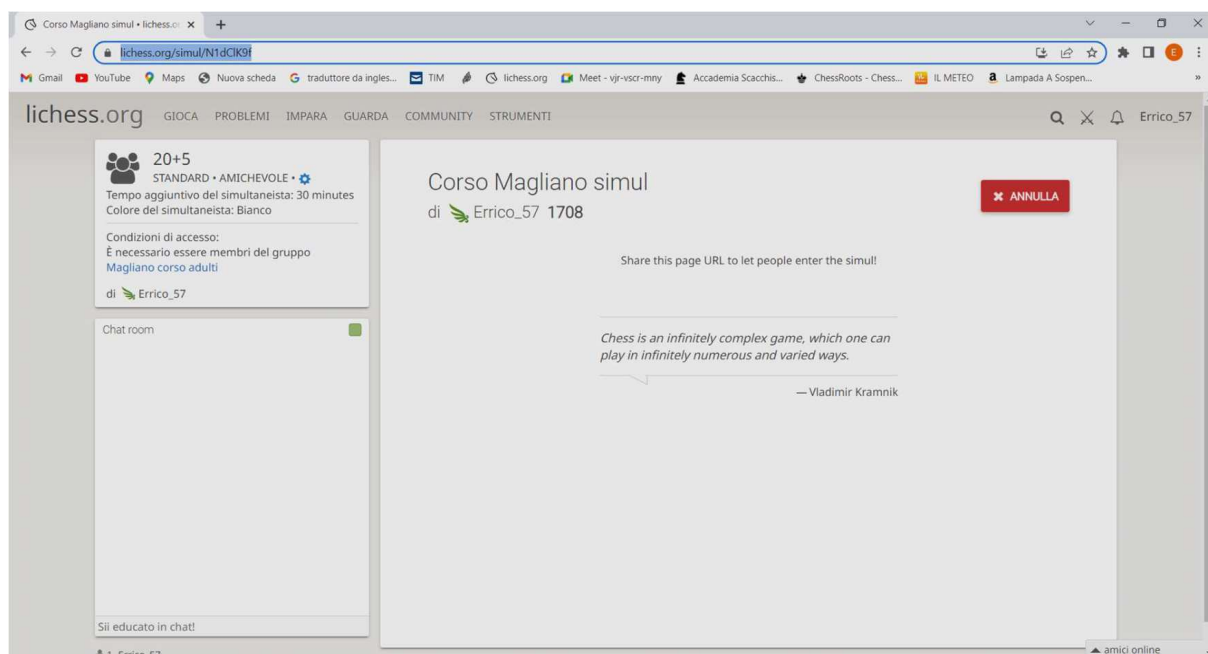 Corso Magliano simul • lichess.or
lichess.org/simul/N1dClK9f
Gmail YouTube Maps Nuova scheda traduttore da ingles... TIM lichess.org Meet - vjr-vscr-mny Accademia Scacchis... ChessRoots - Chess... IL METEO Lampada A Sospen... »
lichess.org GIOCA PROBLEMI IMPARA GUARDA COMMUNITY STRUMENTI Errico_57
20+5
STANDARD • AMICHEVOLE •
Tempo aggiuntivo del simultaneista: 30 minutes
Colore del simultaneista: Bianco
Condizioni di accesso:
È necessario essere membri del gruppo
Magliano corso adulti
di Errico_57
Chat room
Sii educato in chat!
1 Errico_57
Corso Magliano simul
di Errico_57 1708
ANNULLA
Share this page URL to let people enter the simul!
Chess is an infinitely complex game, which one can
play in infinitely numerous and varied ways.
— Vladimir Kramnik
amici online